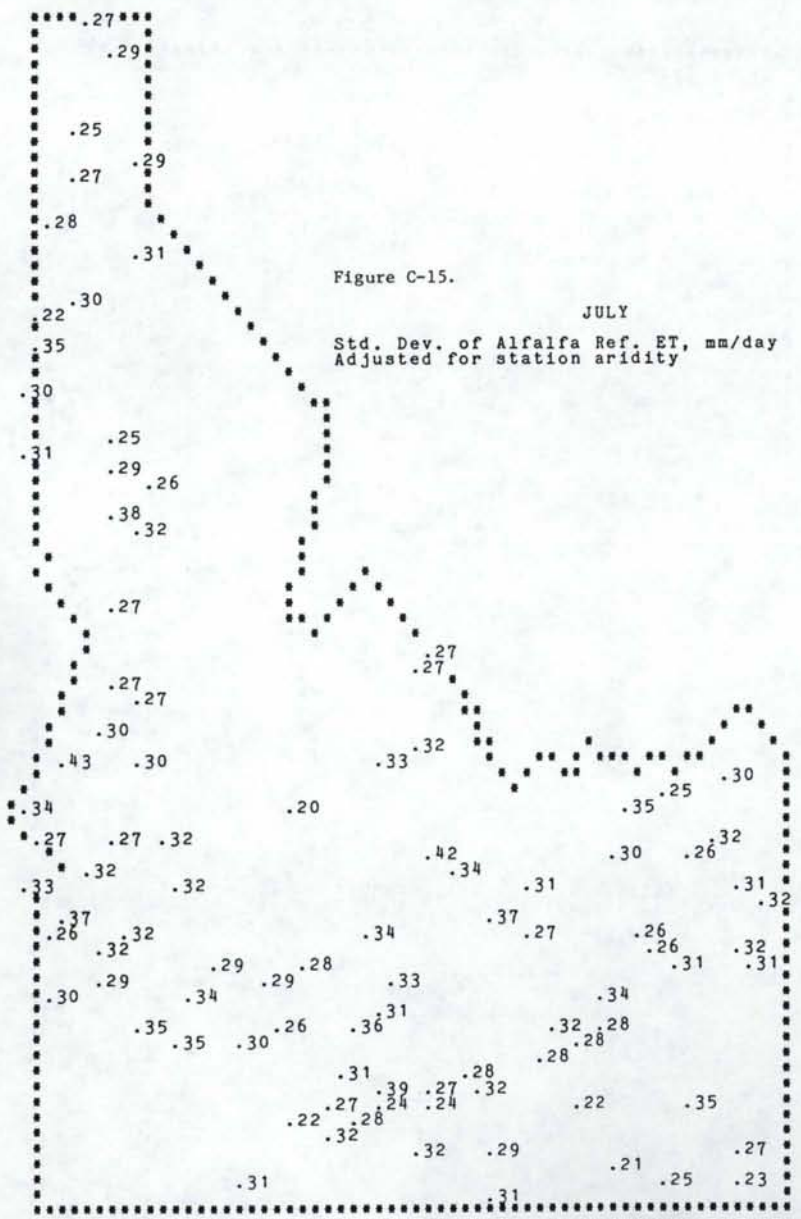 .27
.29
.25
.29
.27
.28
.31
Figure C-15.
JULY
.30
.22
Std. Dev. of Alfalfa Ref. ET, mm/day
.35
Adjusted for station aridity
.30
.25
.31
.29
.26
.38
.32
.27
.27
.27
.27
.27
.30
.32
.43 .30 .33
.30
.25
.34 .20 .35
.27 .27 .32 .32
.42 .30 .26
.32 .34
.33 .32 .31 .31
.32
.37 .37
.26 .32 .34 .27 .26
.32 .26 .32
.29 .28 .31 .31
.29 .29 .33
.30 .34 .34
.31
.35 .26 .36 .32 .28
.35 .30 .28
.28
.31 .28
.39 .27 .32
.27 .24 .24 .22 .35
.22 .28
.32
.32 .29 .27
.21
.31 .25 .23
.31